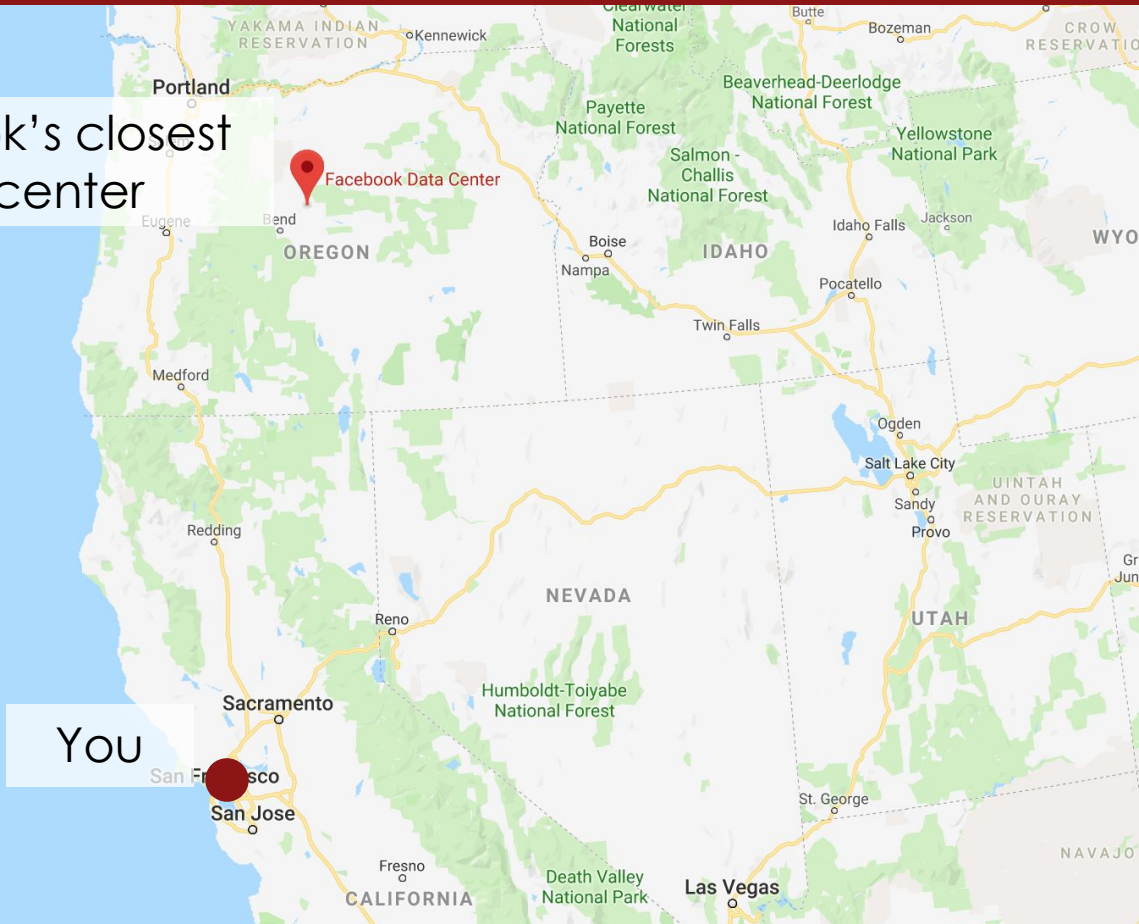 Clearwater
National
Forests
Butte
Bozeman
CROW
RESERVATIO
YAKAMA INDIAN
RESERVATION
Kennewick
Portland
Beaverhead-Deerlodge
National Forest
Payette
National Forest
Yellowstone
National Park
k's closest
center
Salmon -
Challis
National Forest
Facebook Data Center
Eugene
Bend
OREGON
Boise
Nampa
IDAHO
Idaho Falls
Jackson
WYO
Pocatello
Twin Falls
Medford
Ogden
Salt Lake City
Sandy
Provo
UINTAH
AND OURAY
RESERVATION
Redding
Gr
Jun
NEVADA
Reno
UTAH
Humboldt-Toiyabe
National Forest
Sacramento
You
San Fr sco
San Jose
St. George
NAVAJO
Fresno
CALIFORNIA
Death Valley
National Park
Las Vegas